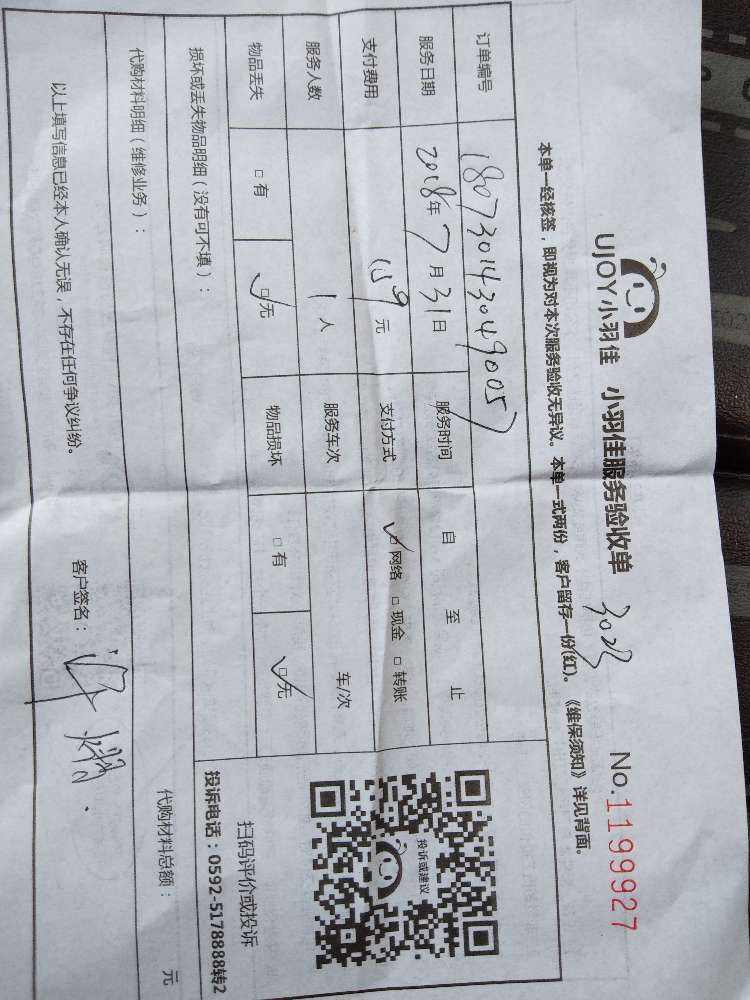 UJOY小羽佳 小羽佳服务验收单 3023 No.1199927
本单一经核签，即视为对本次服务验收无异议。本单一式两份，客户留存一份(红)。《维保须知》详见背面。
订单编号 1807301430490057
服务日期 2018年7月31日 服务时间 自 至 止
支付费用 159元 支付方式 ☑网络 □现金 □转账
服务人数 1人 服务车次 车/次
物品丢失 □有 ☑无 物品损坏 □有 ☑无
投诉或建议
扫码评价或投诉
投诉电话：0592-5178888转2
损坏或丢失物品明细（没有可不填）：
代购材料明细（维修业务）： 代购材料总额： 元
以上填写信息已经本人确认无误，不存在任何争议纠纷。 客户签名：